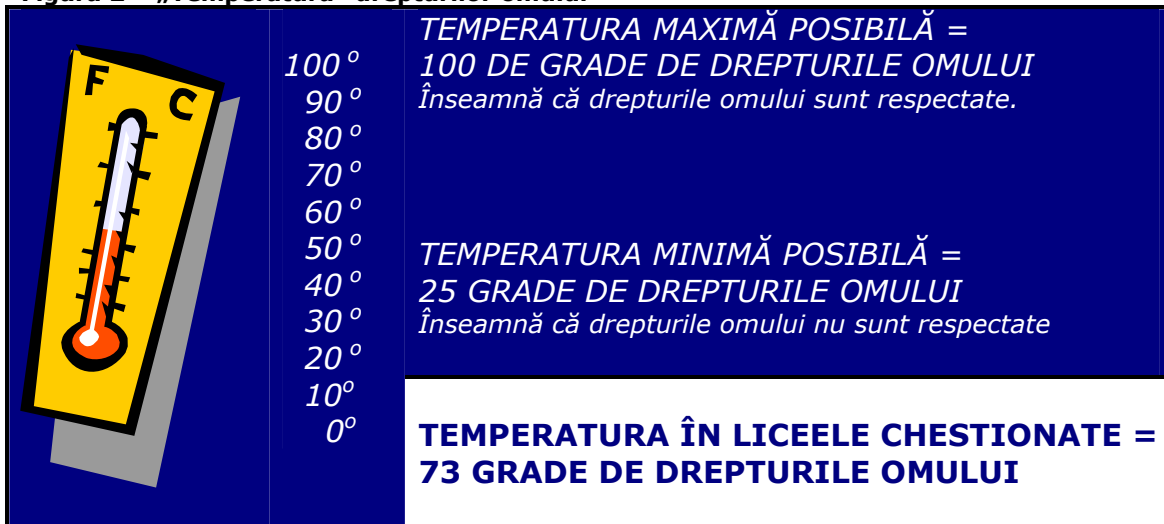 F C
100 °
90 °
80 °
70 °
60 °
50 °
40 °
30 °
20 °
10°
0°
TEMPERATURA MAXIMĂ POSIBILĂ =
100 DE GRADE DE DREPTURILE OMULUI
Înseamnă că drepturile omului sunt respectate.
TEMPERATURA MINIMĂ POSIBILĂ =
25 GRADE DE DREPTURILE OMULUI
Înseamnă că drepturile omului nu sunt respectate
TEMPERATURA ÎN LICEELE CHESTIONATE =
73 GRADE DE DREPTURILE OMULUI